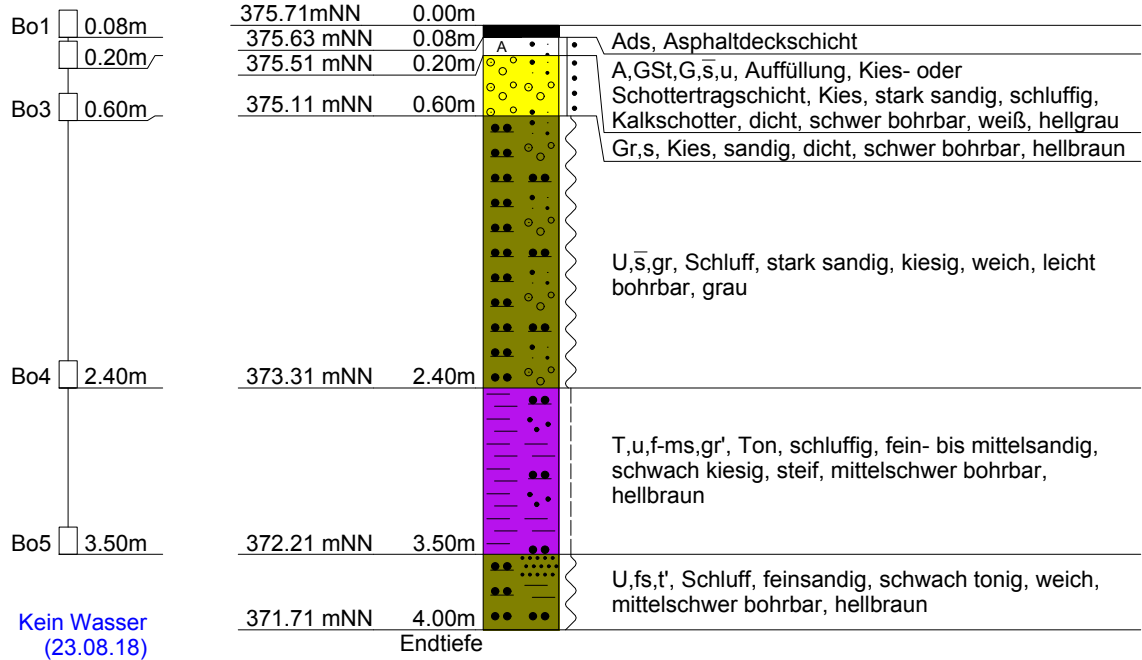 375.71mNN 0.00m
Bo1 0.08m
375.63 mNN 0.08m
A
Ads, Asphaltdeckschicht
0.20m
375.51 mNN 0.20m
A,GSt,G,s̅,u, Auffüllung, Kies- oder
Schottertragschicht, Kies, stark sandig, schluffig,
Kalkschotter, dicht, schwer bohrbar, weiß, hellgrau
Bo3 0.60m
375.11 mNN 0.60m
Gr,s, Kies, sandig, dicht, schwer bohrbar, hellbraun
U,s̅,gr, Schluff, stark sandig, kiesig, weich, leicht
bohrbar, grau
Bo4 2.40m
373.31 mNN 2.40m
T,u,f-ms,gr', Ton, schluffig, fein- bis mittelsandig,
schwach kiesig, steif, mittelschwer bohrbar,
hellbraun
Bo5 3.50m
372.21 mNN 3.50m
U,fs,t', Schluff, feinsandig, schwach tonig, weich,
mittelschwer bohrbar, hellbraun
371.71 mNN 4.00m
Endtiefe
Kein Wasser
(23.08.18)